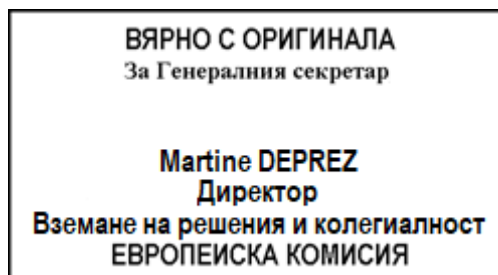 ВЯРНО С ОРИГИНАЛА
За Генералния секретар
Martine DEPREZ
Директор
Вземане на решения и колегиалност
ЕВРОПЕИСКА КОМИСИЯ